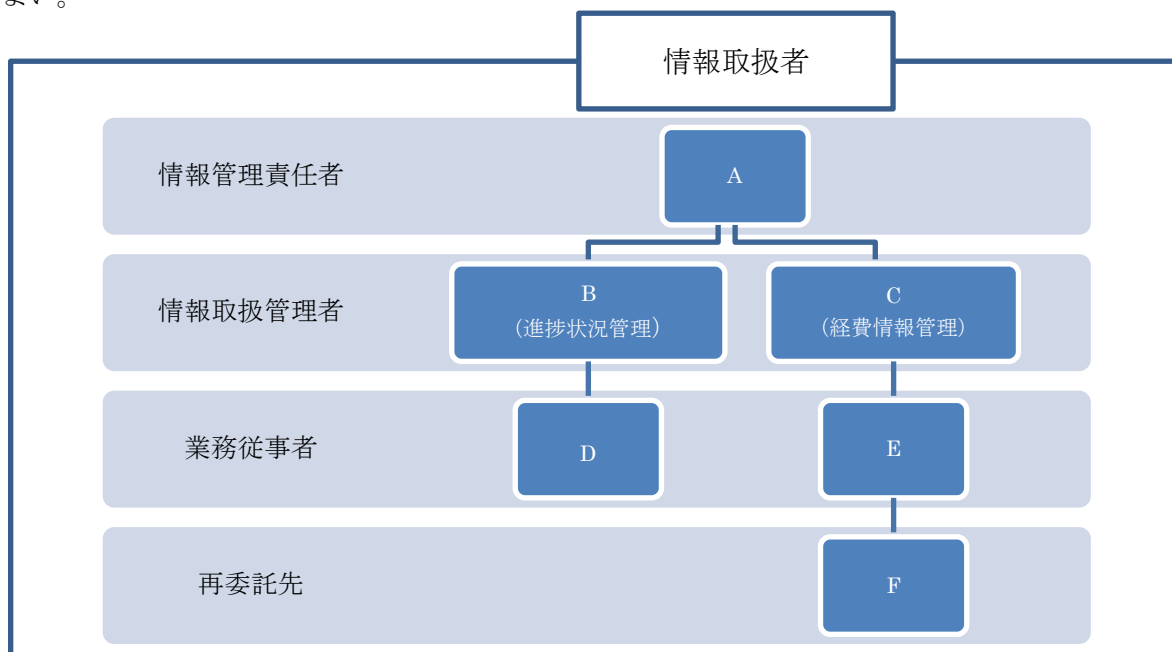 ない。
情報取扱者
情報管理責任者
A
情報取扱管理者
B
(進捗状況管理)
C
(経費情報管理)
業務従事者
D
E
再委託先
F